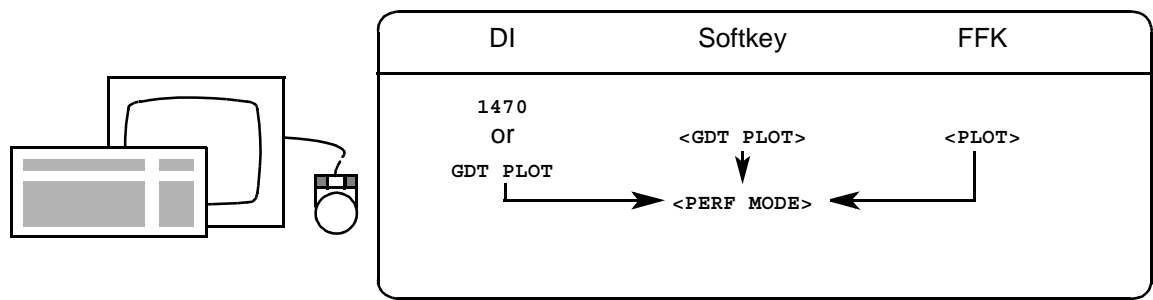 DI Softkey FFK
1470
or
GDT PLOT
<GDT PLOT>
<PLOT>
<PERF MODE>